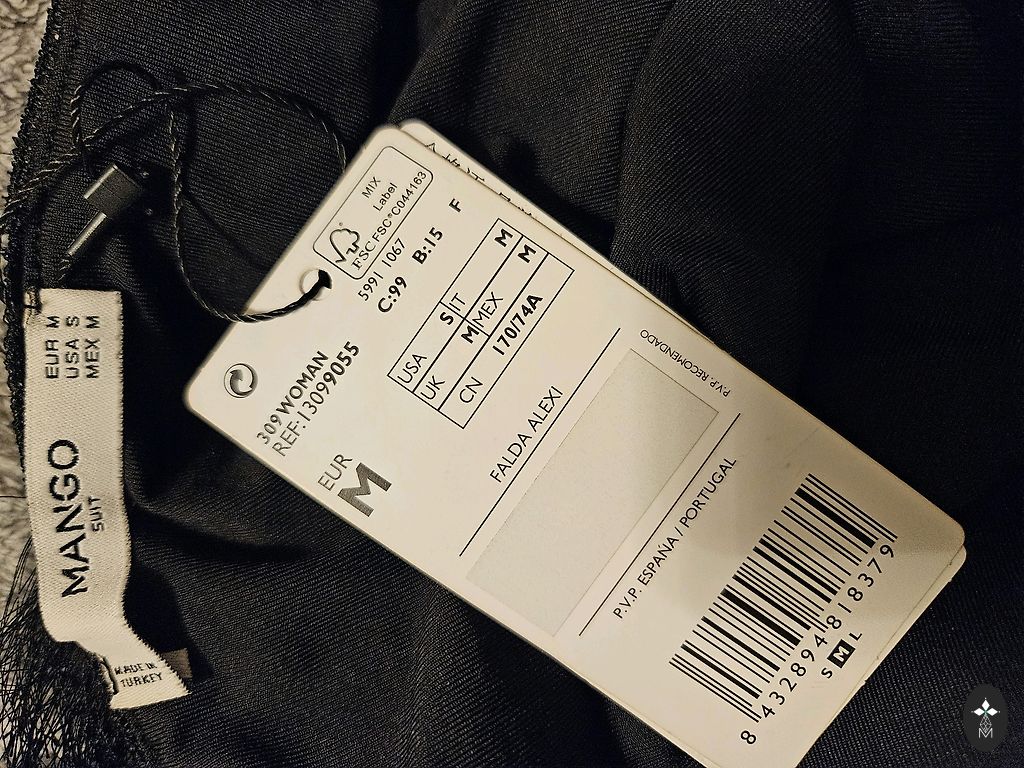 EUR M
USA S
MEX M
MANGO
SUIT
MADE IN
TURKEY
MIX
Label
FSC FSC®C044163
5991 1067
C:99 B:15 F
309 WOMAN
REF:13099055
EUR
M
USA S IT M
UK M MEX M
CN 170/74A
FALDA ALEXI
P.V.P. RECOMENDADO
P.V.P. ESPAÑA / PORTUGAL
8 432894 818379
S M L
M